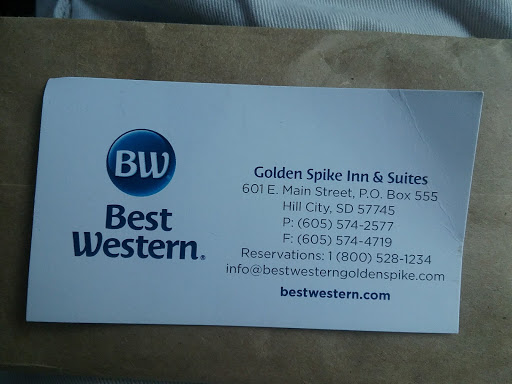 BW
Best
Western.
Golden Spike Inn & Suites
601 E. Main Street, P.O. Box 555
Hill City, SD 57745
P: (605) 574-2577
F: (605) 574-4719
Reservations: 1 (800) 528-1234
info@bestwesterngoldenspike.com
bestwestern.com